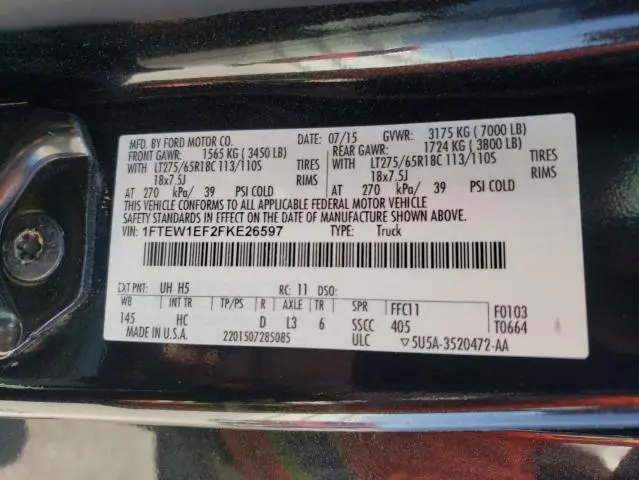 MFD. BY FORD MOTOR CO. 07/15 GVWR: 3175 KG ( 7000 LB)
FRONT GAWR: 1565 KG ( 3450 LB) REAR GAWR: 1724 KG ( 3800 LB)
WITH LT275/65R18C 113/110S TIRES WITH LT275/65R18C 113/110S TIRES
18x7.5J RIMS 18x7.5J RIMS
AT 270 kPa/ 39 PSI COLD AT 270 kPa/ 39 PSI COLD
THIS VEHICLE CONFORMS TO ALL APPLICABLE FEDERAL MOTOR VEHICLE
SAFETY STANDARDS IN EFFECT ON THE DATE OF MANUFACTURE SHOWN ABOVE.
VIN: 1FTEW1EF2FKE26597 TYPE: Truck
EXT PNT: UH H5 RC: 11 DSO:
WB INT TR TP/PS R AXLE TR SPR FFC11 F0103
145 HC D L3 6 SSCC 405 T0664
MADE IN U.S.A. 2201507285085 ULC ▽5U5A-3520472-AA